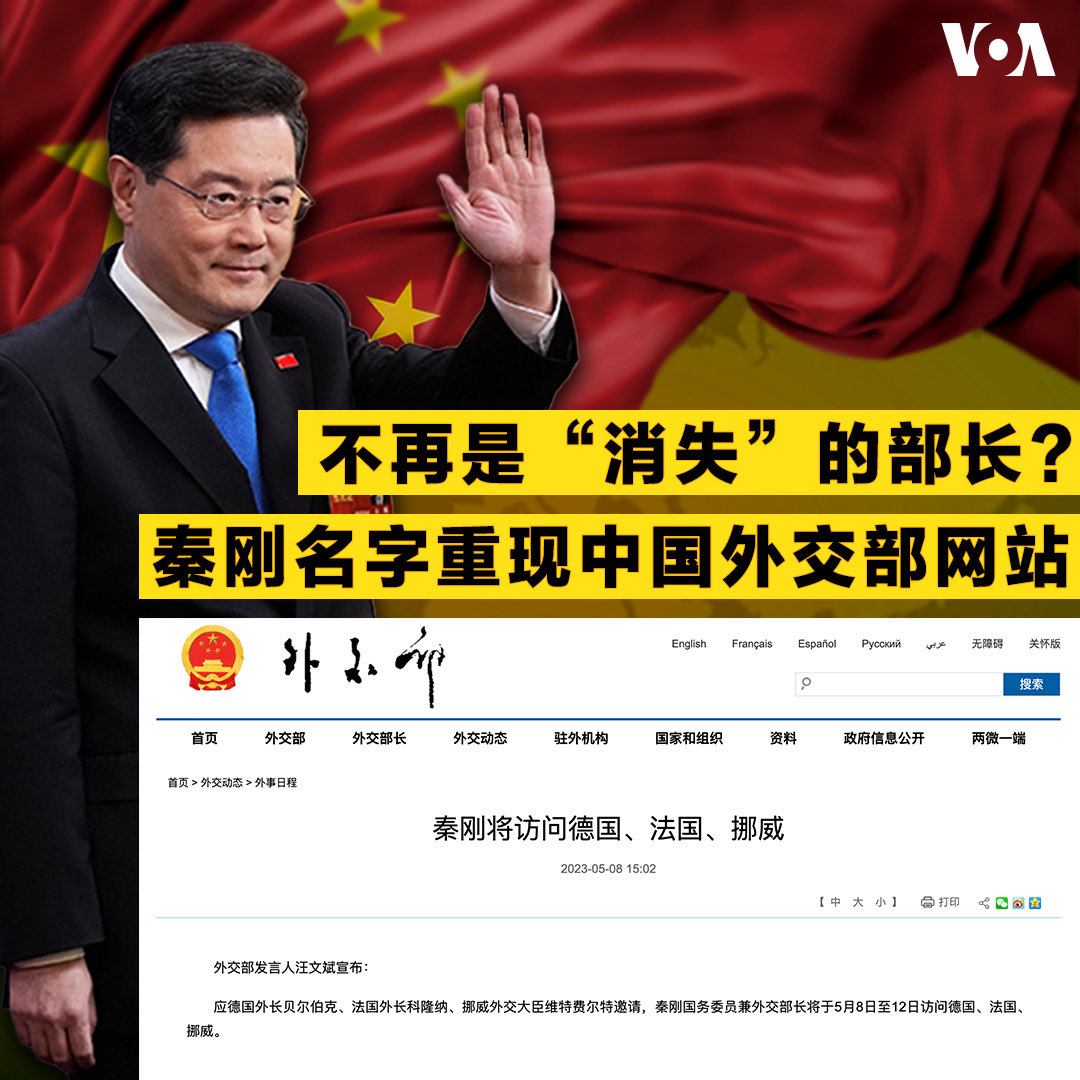 VOA
不再是“消失”的部长?
秦刚名字重现中国外交部网站
外交部
English Français Español Русский عربي 无障碍 关怀版
搜索
首页 外交部 外交部长 外交动态 驻外机构 国家和组织 资料 政府信息公开 两微一端
首页 > 外交动态 > 外事日程
秦刚将访问德国、法国、挪威
2023-05-08 15:02
【 中 大 小 】 打印
外交部发言人汪文斌宣布：
应德国外长贝尔伯克、法国外长科隆纳、挪威外交大臣维特费尔特邀请，秦刚国务委员兼外交部长将于5月8日至12日访问德国、法国、
挪威。